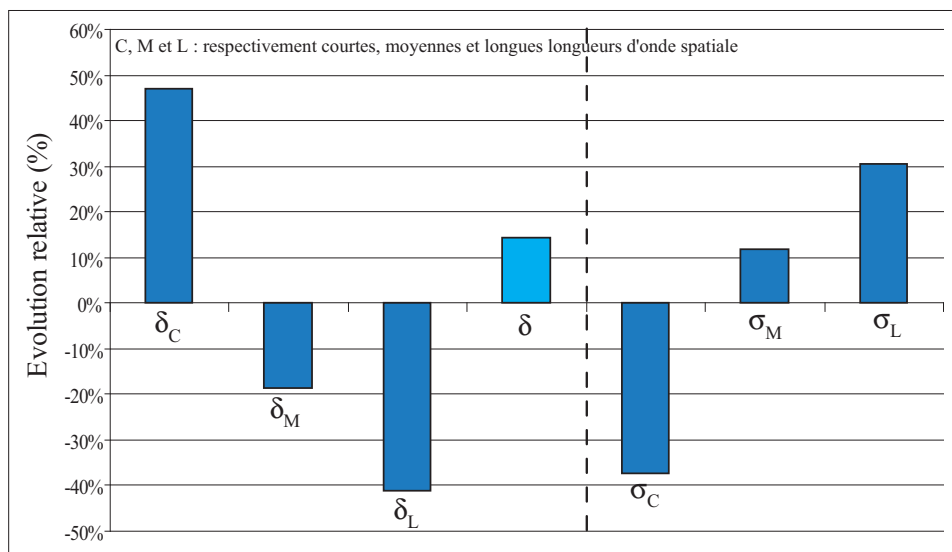 60%
C, M et L : respectivement courtes, moyennes et longues longueurs d'onde spatiale
50%
40%
30%
20%
10%
0%
-10%
-20%
-30%
-40%
-50%
Evolution relative (%)
δC
δM
δL
δ
σC
σM
σL